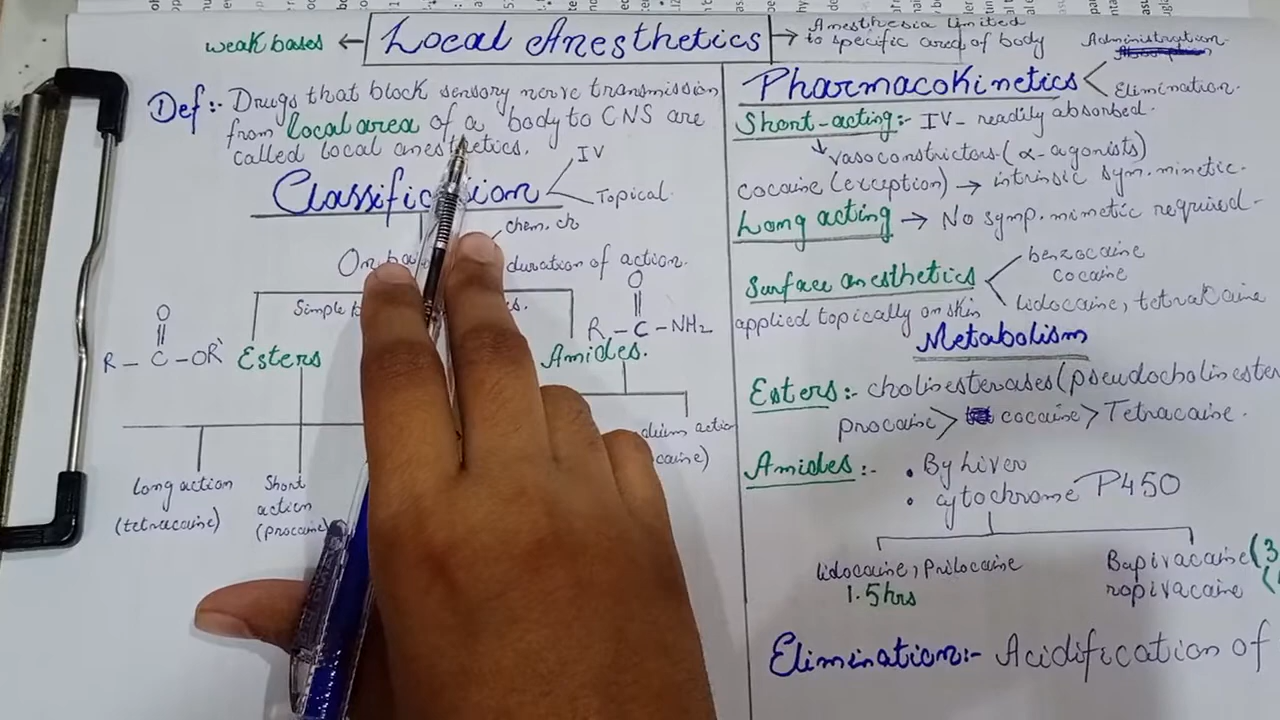 weak bases ← Local Anesthetics → Anesthesia limited
to specific area of body
Def:- Drugs that block sensory nerve transmission
from local area of a body to CNS are
called local anesthetics.
Classification
IV
Topical
chem. ch
duration of action.
Simple
R-C-OR'
O
Esters
O
R-C-NH2
Amides.
Long action
(tetracaine)
Short
action
(procaine)
Pharmacokinetics
Administration
Elimination.
Short-acting:- IV- readily absorbed.
↓ vasoconstrictors (α-agonists)
cocaine (exception) → intrinsic sym. minetic.
Long acting → No symp. mimetic required-
Surface anesthetics
benzocaine
cocaine
lidocaine, tetrakaine
applied topically on skin
Metabolism
Esters:- cholinesterases (pseudocholinester
procaine > cocaine > Tetracaine.
Amides:- • By liver
• cytochrome P450
lidocaine, Prilocaine
1.5hrs
Bupivacaine (3
ropivacaine (
Elimination:- Acidification of